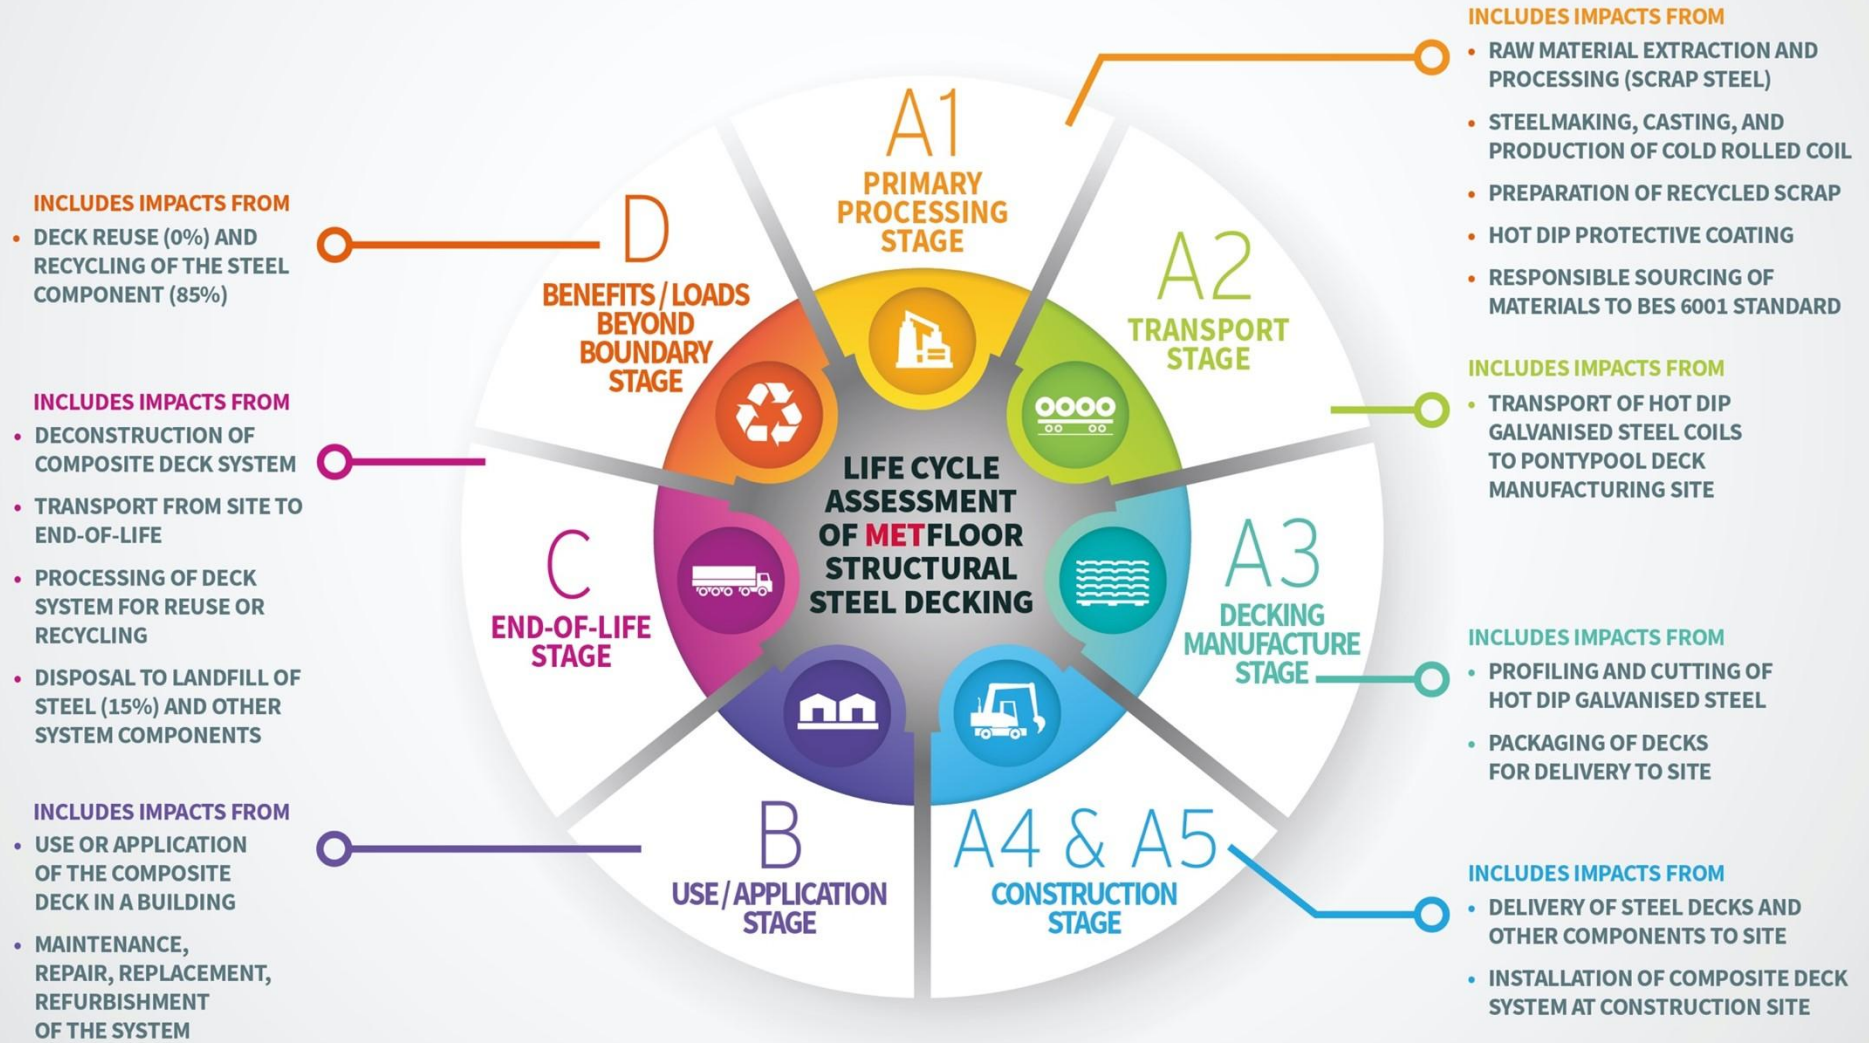 A1
PRIMARY
PROCESSING
STAGE
INCLUDES IMPACTS FROM
• RAW MATERIAL EXTRACTION AND
PROCESSING (SCRAP STEEL)
• STEELMAKING, CASTING, AND
PRODUCTION OF COLD ROLLED COIL
• PREPARATION OF RECYCLED SCRAP
• HOT DIP PROTECTIVE COATING
• RESPONSIBLE SOURCING OF
MATERIALS TO BES 6001 STANDARD
A2
TRANSPORT
STAGE
INCLUDES IMPACTS FROM
• TRANSPORT OF HOT DIP
GALVANISED STEEL COILS
TO PONTYPOOL DECK
MANUFACTURING SITE
A3
DECKING
MANUFACTURE
STAGE
INCLUDES IMPACTS FROM
• PROFILING AND CUTTING OF
HOT DIP GALVANISED STEEL
• PACKAGING OF DECKS
FOR DELIVERY TO SITE
A4 & A5
CONSTRUCTION
STAGE
INCLUDES IMPACTS FROM
• DELIVERY OF STEEL DECKS AND
OTHER COMPONENTS TO SITE
• INSTALLATION OF COMPOSITE DECK
SYSTEM AT CONSTRUCTION SITE
B
USE/APPLICATION
STAGE
INCLUDES IMPACTS FROM
• USE OR APPLICATION
OF THE COMPOSITE
DECK IN A BUILDING
• MAINTENANCE,
REPAIR, REPLACEMENT,
REFURBISHMENT
OF THE SYSTEM
C
END-OF-LIFE
STAGE
INCLUDES IMPACTS FROM
• DECONSTRUCTION OF
COMPOSITE DECK SYSTEM
• TRANSPORT FROM SITE TO
END-OF-LIFE
• PROCESSING OF DECK
SYSTEM FOR REUSE OR
RECYCLING
• DISPOSAL TO LANDFILL OF
STEEL (15%) AND OTHER
SYSTEM COMPONENTS
D
BENEFITS/LOADS
BEYOND
BOUNDARY
STAGE
INCLUDES IMPACTS FROM
• DECK REUSE (0%) AND
RECYCLING OF THE STEEL
COMPONENT (85%)
LIFE CYCLE
ASSESSMENT
OF METFLOOR
STRUCTURAL
STEEL DECKING